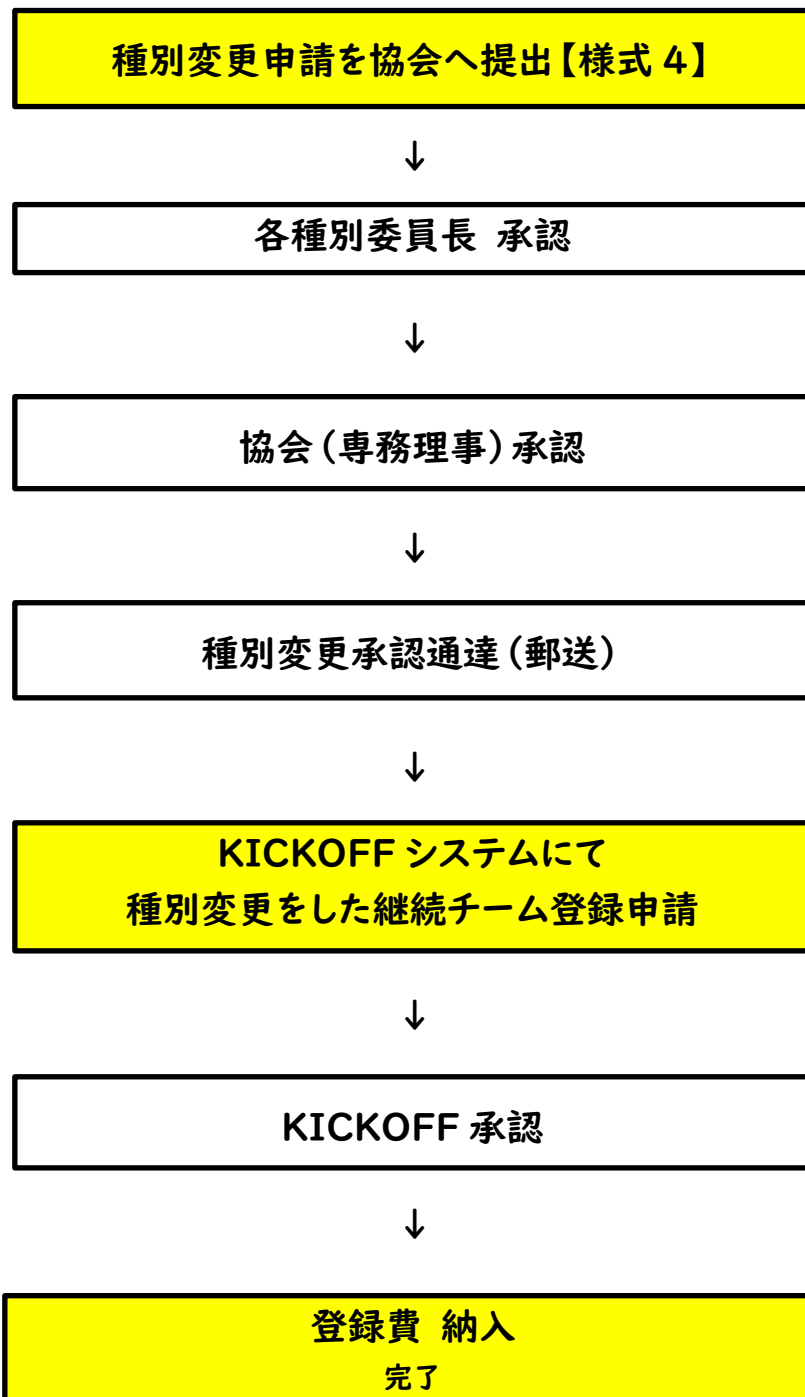 種別変更申請を協会へ提出【様式4】
↓
各種別委員長 承認
↓
協会（専務理事）承認
↓
種別変更承認通達（郵送）
↓
KICKOFF システムにて
種別変更をした継続チーム登録申請
↓
KICKOFF 承認
↓
登録費 納入
完了